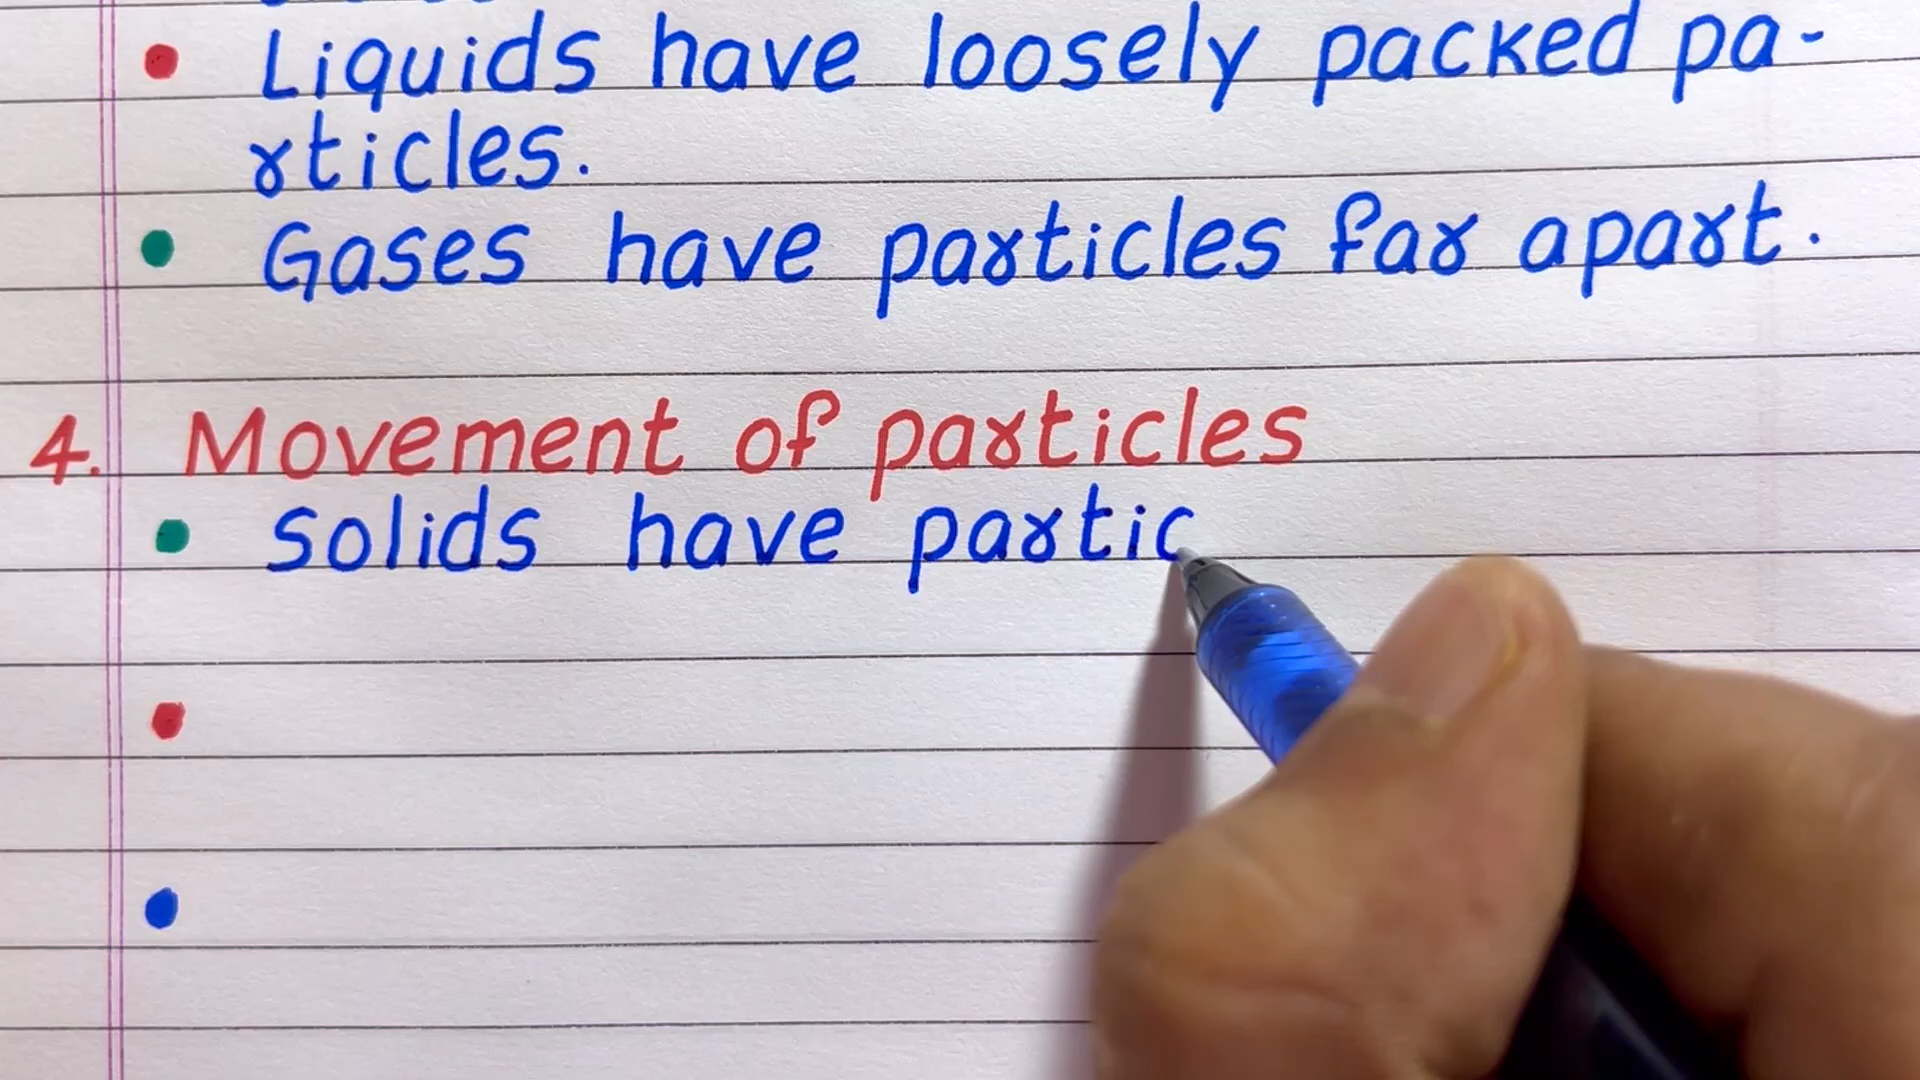 Liquids have loosely packed pa-
rticles.
Gases have particles far apart.
4. Movement of particles
Solids have partic